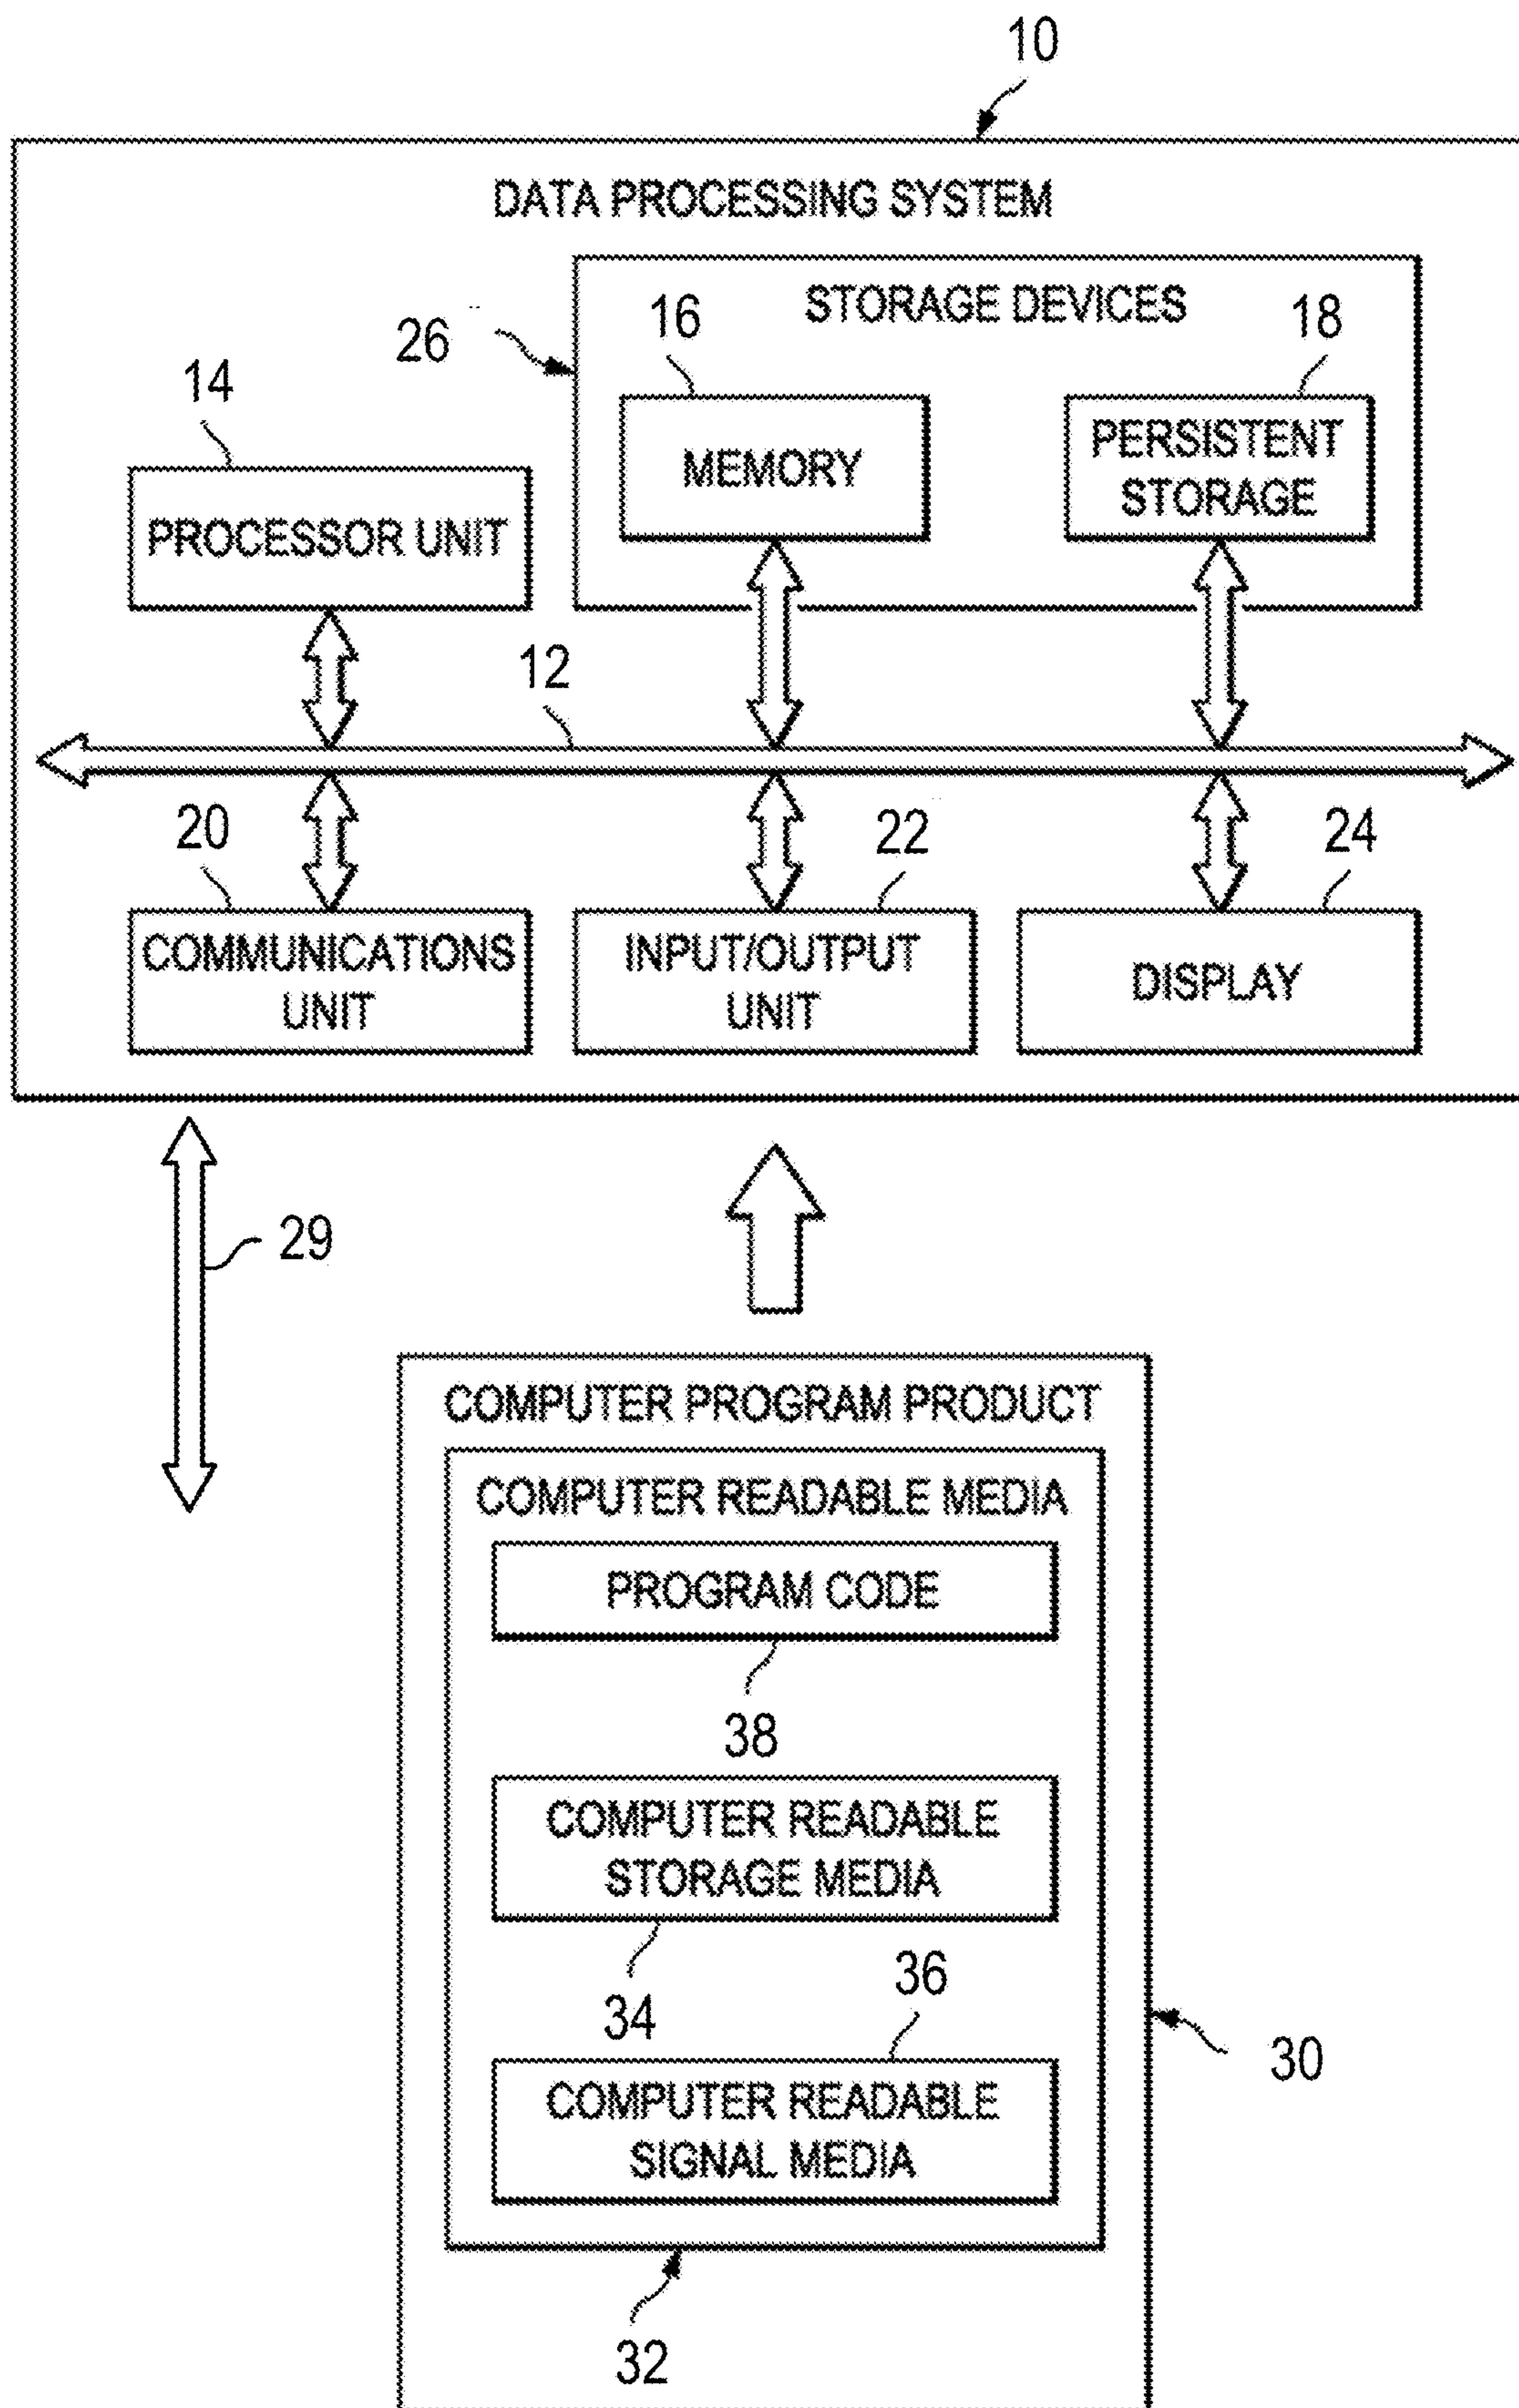 10
DATA PROCESSING SYSTEM
STORAGE DEVICES
26
16
18
14
MEMORY
PERSISTENT
STORAGE
PROCESSOR UNIT
12
20
22
24
COMMUNICATIONS
UNIT
INPUT/OUTPUT
UNIT
DISPLAY
29
COMPUTER PROGRAM PRODUCT
COMPUTER READABLE MEDIA
PROGRAM CODE
38
COMPUTER READABLE
STORAGE MEDIA
34
36
30
COMPUTER READABLE
SIGNAL MEDIA
32